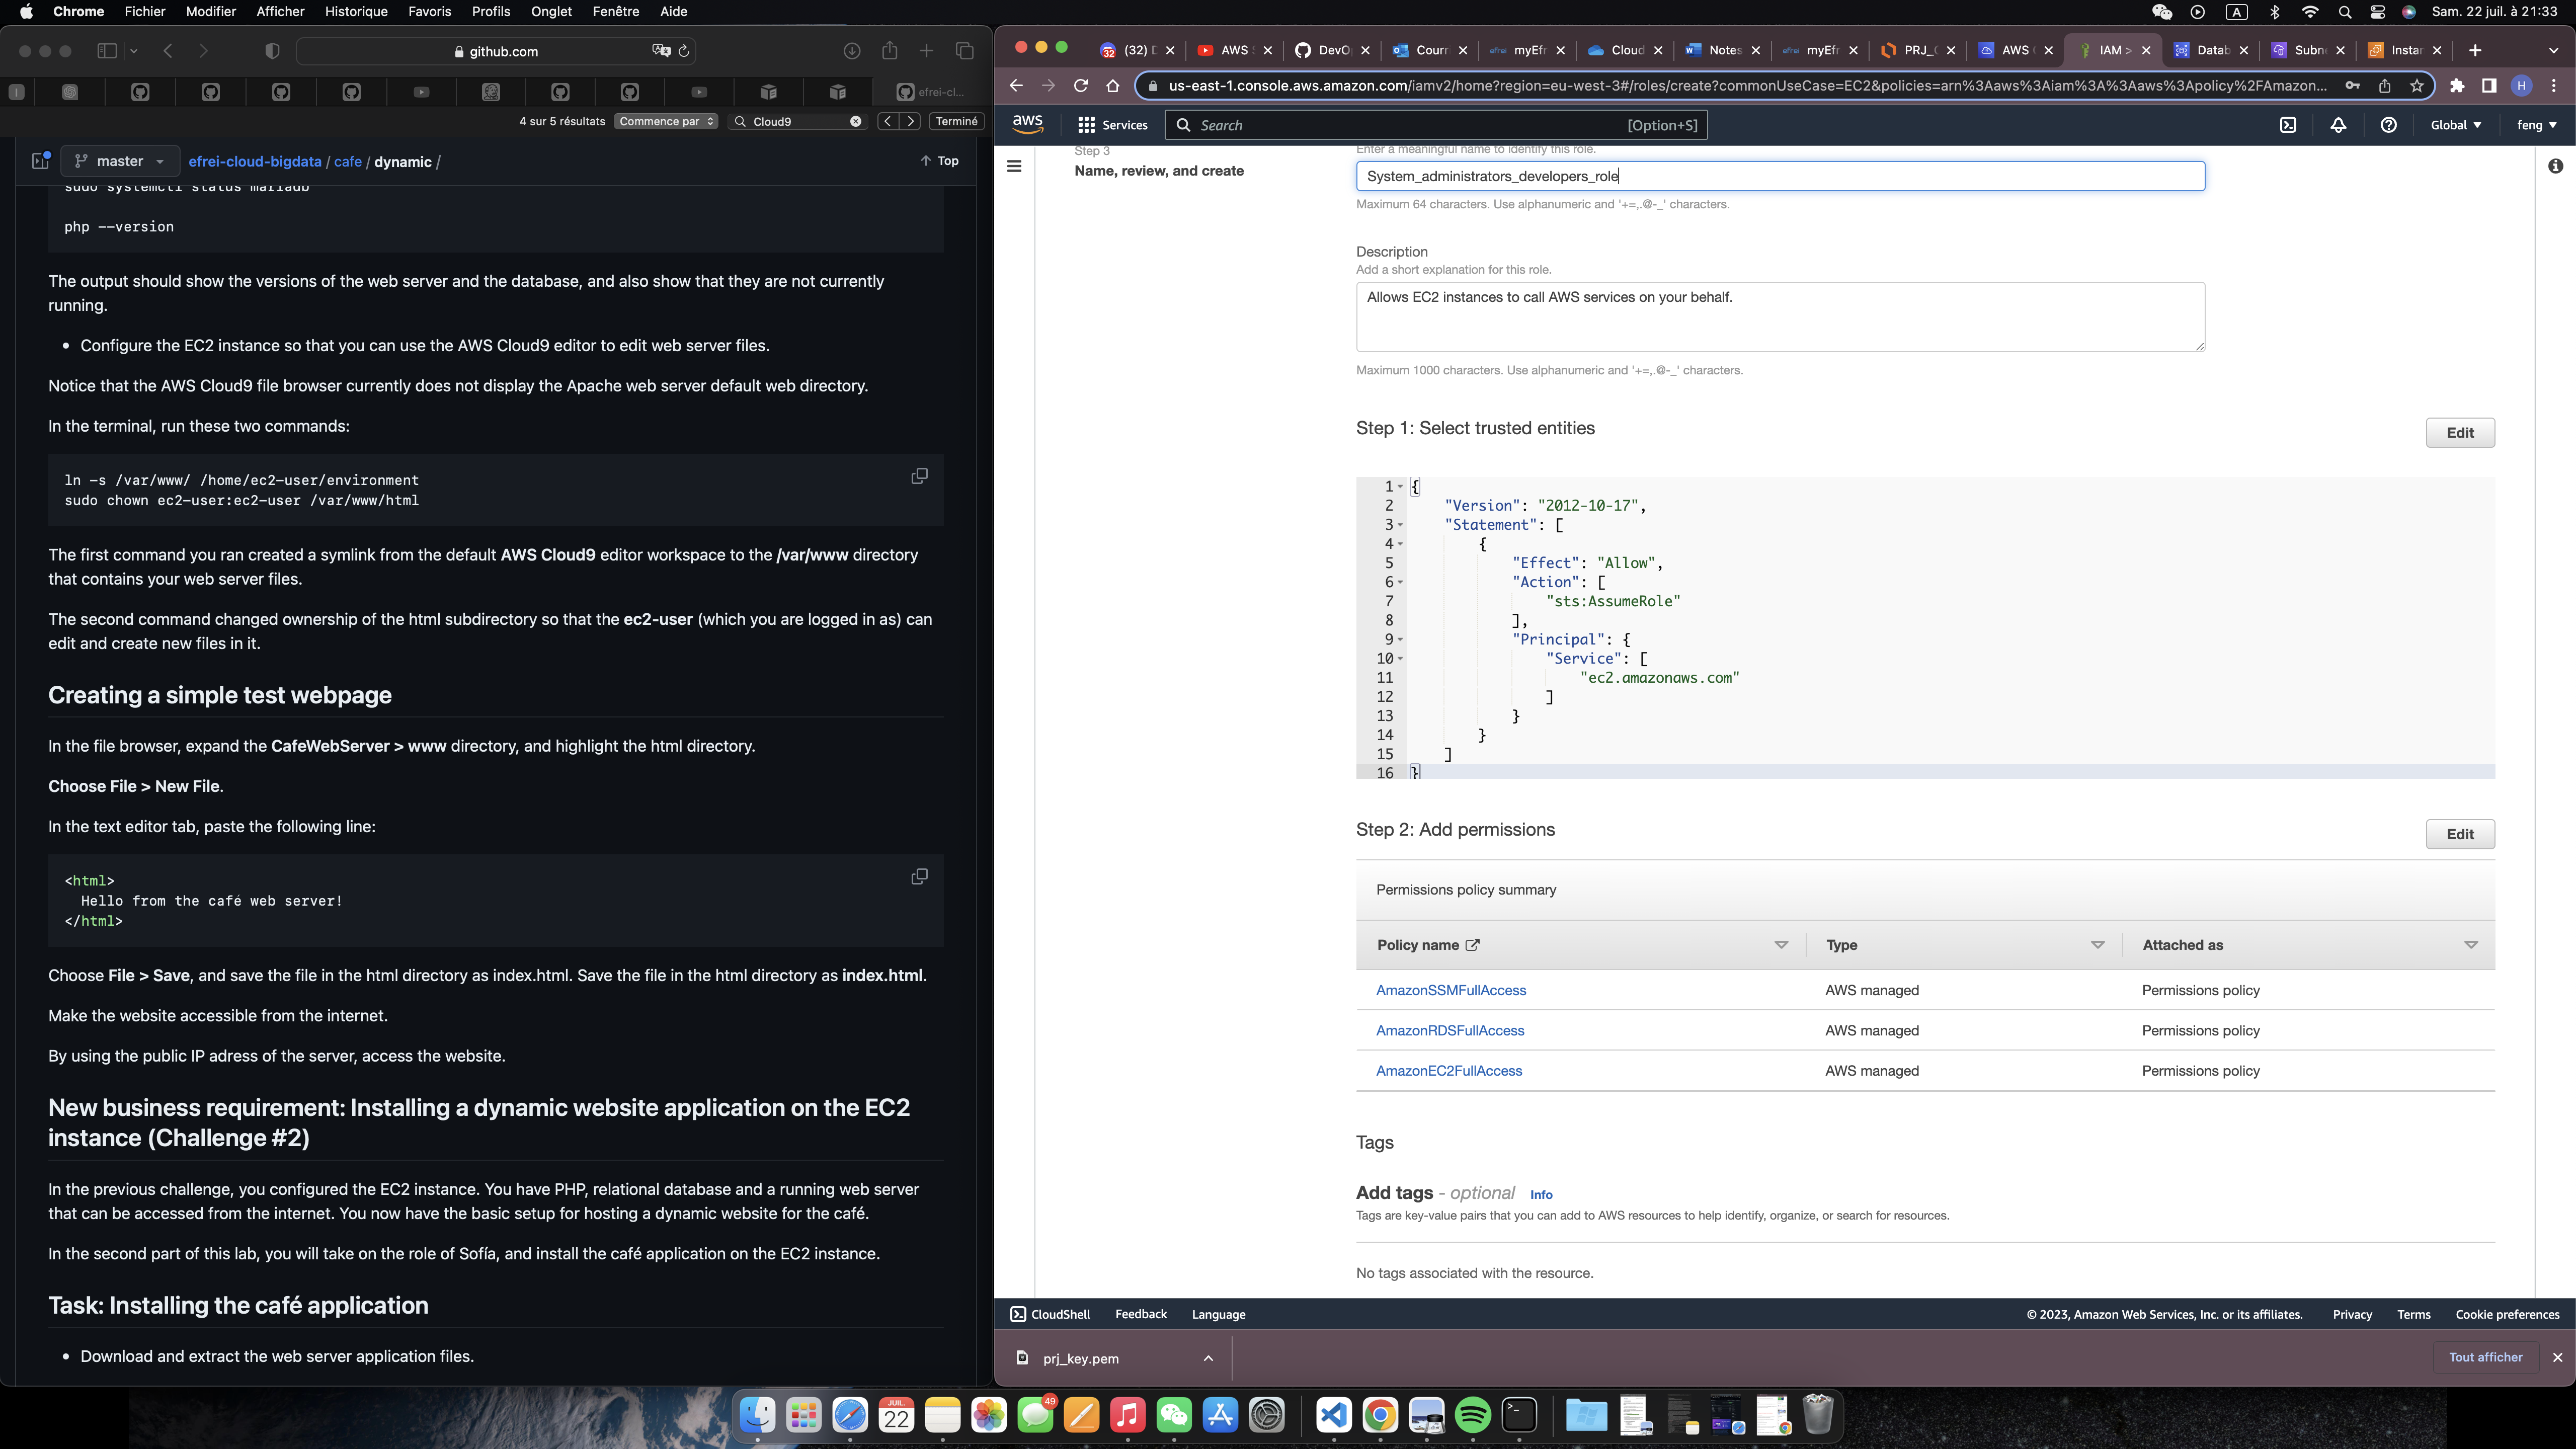 Chrome Fichier Modifier Afficher Historique Favoris Profils Onglet Fenêtre Aide
A Sam. 22 juil. à 21:33
github.com
efrei-cl...
4 sur 5 résultats Commence par Cloud9 Terminé
master efrei-cloud-bigdata / cafe / dynamic / Top
sudo systemctl status mariadb
php --version
The output should show the versions of the web server and the database, and also show that they are not currently
running.
• Configure the EC2 instance so that you can use the AWS Cloud9 editor to edit web server files.
Notice that the AWS Cloud9 file browser currently does not display the Apache web server default web directory.
In the terminal, run these two commands:
ln -s /var/www/ /home/ec2-user/environment
sudo chown ec2-user:ec2-user /var/www/html
The first command you ran created a symlink from the default AWS Cloud9 editor workspace to the /var/www directory
that contains your web server files.
The second command changed ownership of the html subdirectory so that the ec2-user (which you are logged in as) can
edit and create new files in it.
Creating a simple test webpage
In the file browser, expand the CafeWebServer > www directory, and highlight the html directory.
Choose File > New File.
In the text editor tab, paste the following line:
<html>
Hello from the café web server!
</html>
Choose File > Save, and save the file in the html directory as index.html. Save the file in the html directory as index.html.
Make the website accessible from the internet.
By using the public IP adress of the server, access the website.
New business requirement: Installing a dynamic website application on the EC2
instance (Challenge #2)
In the previous challenge, you configured the EC2 instance. You have PHP, relational database and a running web server
that can be accessed from the internet. You now have the basic setup for hosting a dynamic website for the café.
In the second part of this lab, you will take on the role of Sofía, and install the café application on the EC2 instance.
Task: Installing the café application
• Download and extract the web server application files.
(32) D AWS S DevO Courr myEfr Cloud Notes myEfr PRJ_C AWS C IAM > Datab Subn Instar
us-east-1.console.aws.amazon.com/iamv2/home?region=eu-west-3#/roles/create?commonUseCase=EC2&policies=arn%3Aaws%3Aiam%3A%3Aaws%3Apolicy%2FAmazon... H
aws Services Search [Option+S] Global feng
Step 3
Name, review, and create
Enter a meaningful name to identify this role.
System_administrators_developers_role
Maximum 64 characters. Use alphanumeric and '+=,.@-_' characters.
Description
Add a short explanation for this role.
Allows EC2 instances to call AWS services on your behalf.
Maximum 1000 characters. Use alphanumeric and '+=,.@-_' characters.
Step 1: Select trusted entities
Edit
1 {
2 "Version": "2012-10-17",
3 "Statement": [
4 {
5 "Effect": "Allow",
6 "Action": [
7 "sts:AssumeRole"
8 ],
9 "Principal": {
10 "Service": [
11 "ec2.amazonaws.com"
12 ]
13 }
14 }
15 ]
16 }
Step 2: Add permissions
Edit
Permissions policy summary
Policy name Type Attached as
AmazonSSMFullAccess AWS managed Permissions policy
AmazonRDSFullAccess AWS managed Permissions policy
AmazonEC2FullAccess AWS managed Permissions policy
Tags
Add tags - optional Info
Tags are key-value pairs that you can add to AWS resources to help identify, organize, or search for resources.
No tags associated with the resource.
CloudShell Feedback Language © 2023, Amazon Web Services, Inc. or its affiliates. Privacy Terms Cookie preferences
prj_key.pem Tout afficher
JUIL.
22
49